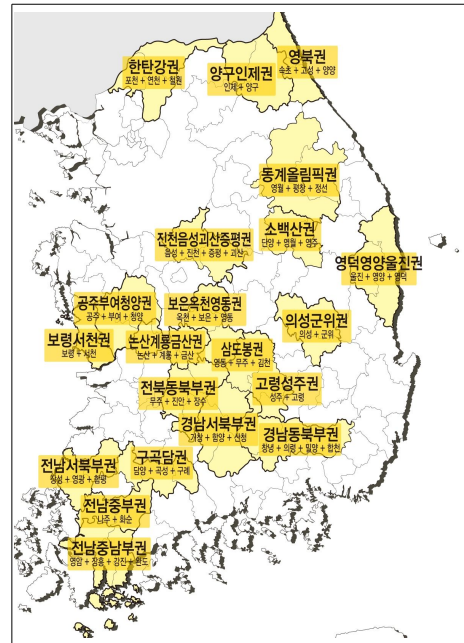 한탄강권
포천 + 연천 + 철원
양구인제권
인제 + 양구
영북권
속초 + 고성 + 양양
동계올림픽권
영월 + 평창 + 정선
소백산권
단양 + 영월 + 영주
진천음성괴산증평권
음성 + 진천 + 증평 + 괴산
영덕영양울진권
울진 + 영양 + 영덕
공주부여청양권
공주 + 부여 + 청양
보은옥천영동권
옥천 + 보은 + 영동
의성군위권
의성 + 군위
보령서천권
보령 + 서천
논산계룡금산권
논산 + 계룡 + 금산
삼도봉권
영동 + 무주 + 김천
전북동북부권
무주 + 진안 + 장수
고령성주권
성주 + 고령
경남서북부권
거창 + 함양 + 산청
경남동북부권
창녕 + 의령 + 밀양 + 합천
전남서북부권
장성 + 영광 + 함평
구곡담권
담양 + 곡성 + 구례
전남중부권
나주 + 화순
전남중남부권
영암 + 장흥 + 강진 + 완도